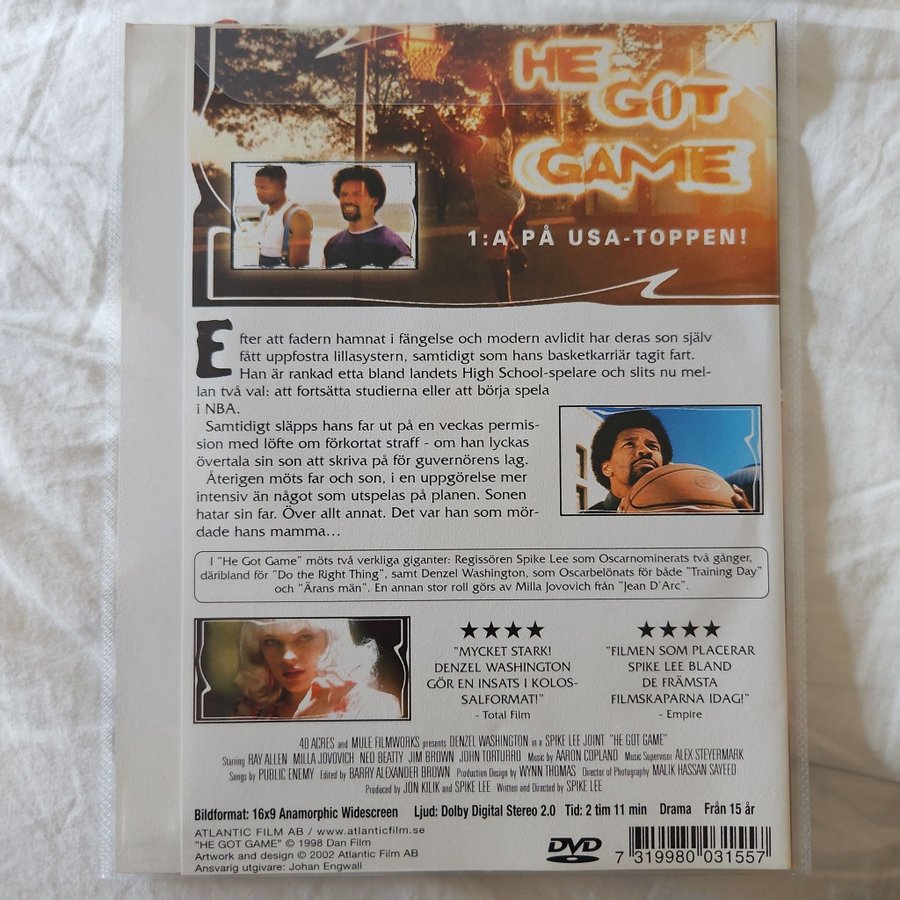 HE
GOT
GAME
1:A PÅ USA-TOPPEN!
Efter att fadern hamnat i fängelse och modern avlidit har deras son själv
fått uppfostra lillasystern, samtidigt som hans basketkarriär tagit fart.
Han är rankad etta bland landets High School-spelare och slits nu mel-
lan två val: att fortsätta studierna eller att börja spela
i NBA.
Samtidigt släpps hans far ut på en veckas permis-
sion med löfte om förkortat straff - om han lyckas
övertala sin son att skriva på för guvernörens lag.
Återigen möts far och son, i en uppgörelse mer
intensiv än något som utspelas på planen. Sonen
hatar sin far. Över allt annat. Det var han som mör-
dade hans mamma...
I "He Got Game" möts två verkliga giganter: Regissören Spike Lee som Oscarnominerats två gånger,
däribland för "Do the Right Thing", samt Denzel Washington, som Oscarbelönats för både "Training Day"
och "Ärans män". En annan stor roll görs av Milla Jovovich från "Jean D'Arc".
★★★★
"MYCKET STARK!
DENZEL WASHINGTON
GÖR EN INSATS I KOLOS-
SALFORMAT!"
- Total Film
★★★★
"FILMEN SOM PLACERAR
SPIKE LEE BLAND
DE FRÄMSTA
FILMSKAPARNA IDAG!"
- Empire
40 ACRES and MULE FILMWORKS presents DENZEL WASHINGTON in a SPIKE LEE JOINT "HE GOT GAME"
Starring RAY ALLEN MILLA JOVOVICH NED BEATTY JIM BROWN JOHN TORTURRO Music by AARON COPLAND Music Supervisor ALEX STEYERMARK
Songs by PUBLIC ENEMY Edited by BARRY ALEXANDER BROWN Production Design by WYNN THOMAS Director of Photography MALIK HASSAN SAYEED
Produced by JON KILIK and SPIKE LEE Written and Directed by SPIKE LEE
Bildformat: 16x9 Anamorphic Widescreen Ljud: Dolby Digital Stereo 2.0 Tid: 2 tim 11 min Drama Från 15 år
ATLANTIC FILM AB / www.atlanticfilm.se
"HE GOT GAME" © 1998 Dan Film
Artwork and design © 2002 Atlantic Film AB
Ansvarig utgivare: Johan Engwall
DVD
VIDEO
7 319980 031557